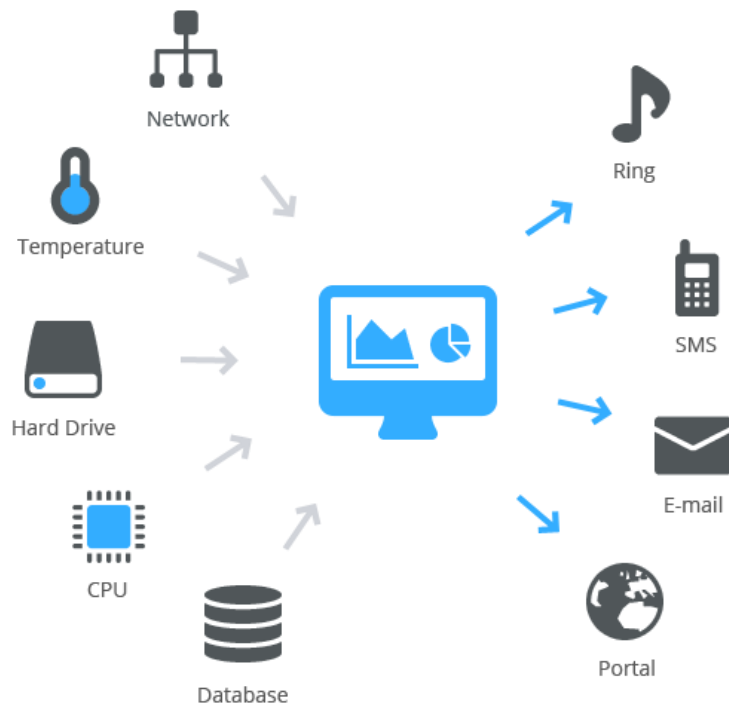 Network
Temperature
Hard Drive
CPU
Database
Ring
SMS
E-mail
Portal